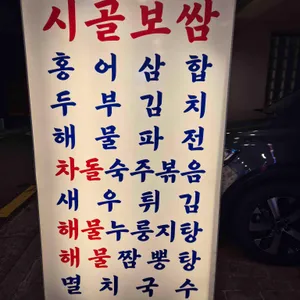 시골보쌈
홍어삼합
두부김치
해물파전
차돌숙주볶음
새우튀김
해물누룽지탕
해물짬뽕탕
멸치국수